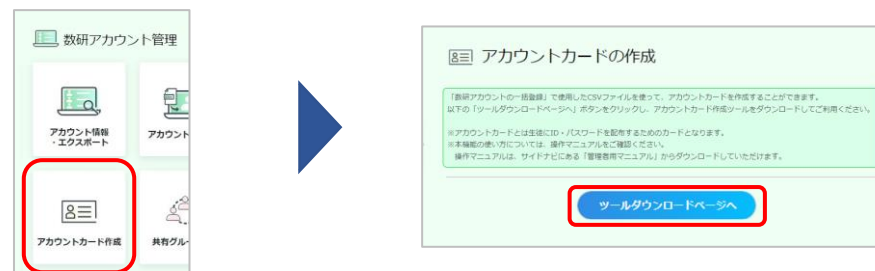 数研アカウント管理
アカウント情報
・エクスポート
アカウント
アカウントカード作成
共有グルー
アカウントカードの作成
「数研アカウントの一括登録」で使用したCSVファイルを使って、アカウントカードを作成することができます。
以下の「ツールダウンロードページへ」ボタンをクリックし、アカウントカード作成ツールをダウンロードしてご利用ください。
※アカウントカードとは生徒にID・パスワードを配布するためのカードとなります。
※本機能の使い方については、操作マニュアルをご確認ください。
操作マニュアルは、サイドナビにある「管理者用マニュアル」からダウンロードしていただけます。
ツールダウンロードページへ